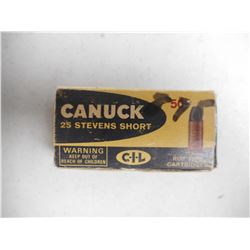 CANUCK
50
25 STEVENS SHORT
WARNING
KEEP OUT OF
REACH OF CHILDREN
C-I-L
RIM FIRE
CARTRIDGES